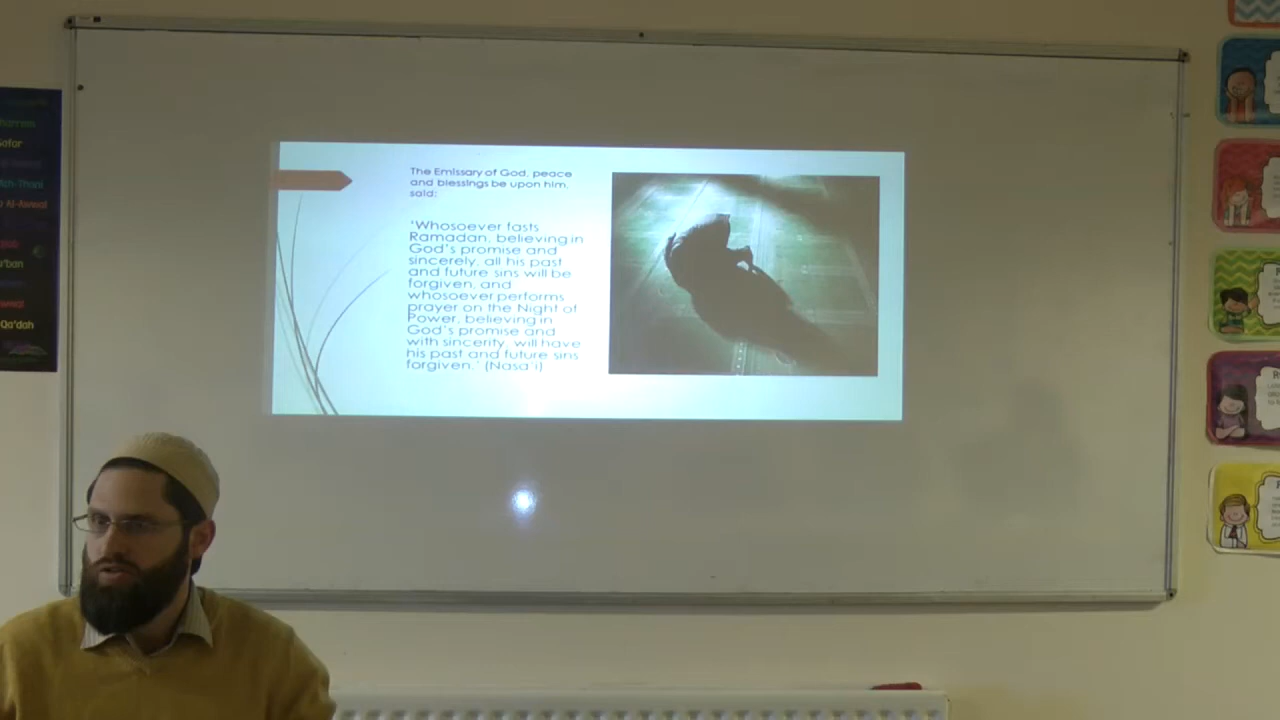 The Emissary of God, peace
and blessings be upon him,
said:
‘Whosoever fasts
Ramadan, believing in
God’s promise and
sincerely, all his past
and future sins will be
forgiven, and
whosoever performs
prayer on the Night of
Power, believing in
God’s promise and
with sincerity, will have
his past and future sins
forgiven.’ (Nasa’i)
Safar
Qa’dah